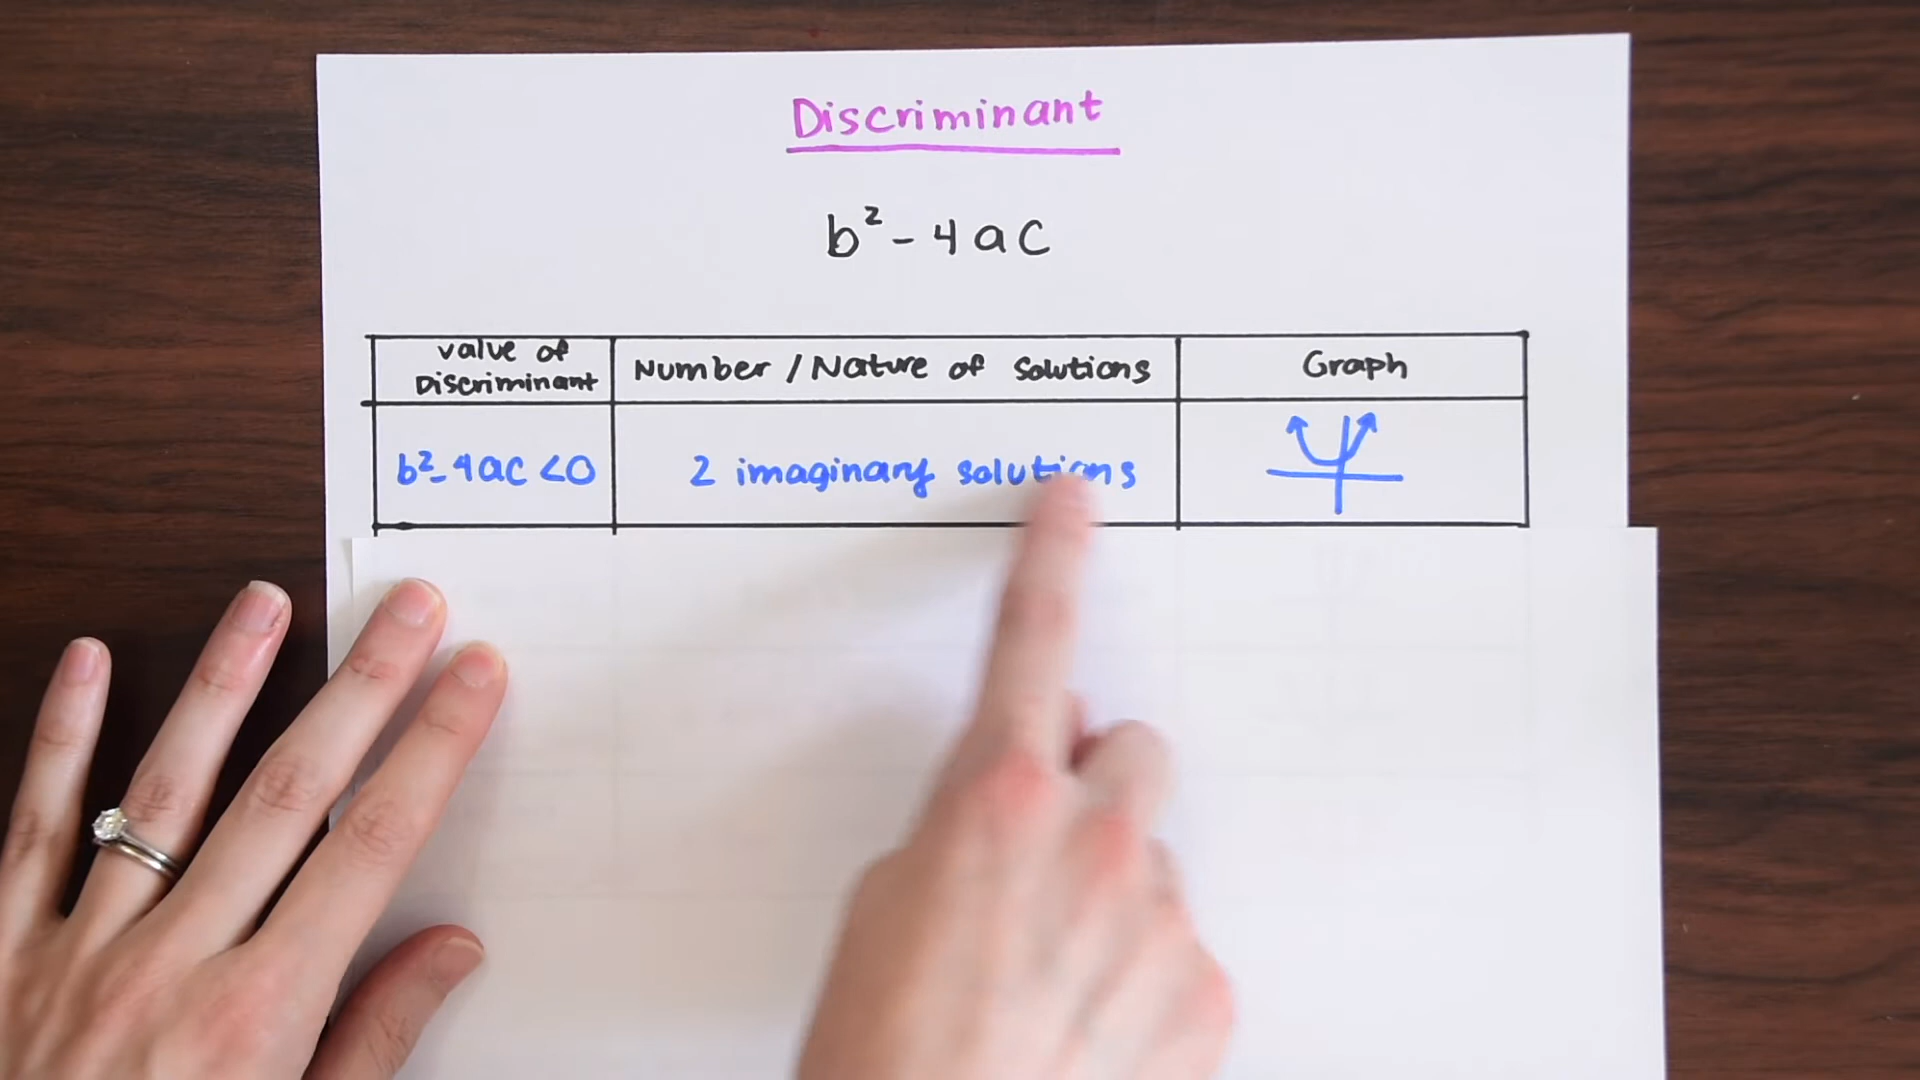 Discriminant
b² - 4ac
Value of Discriminant
Number / Nature of Solutions
Graph
b² - 4ac < 0
2 imaginary solutions